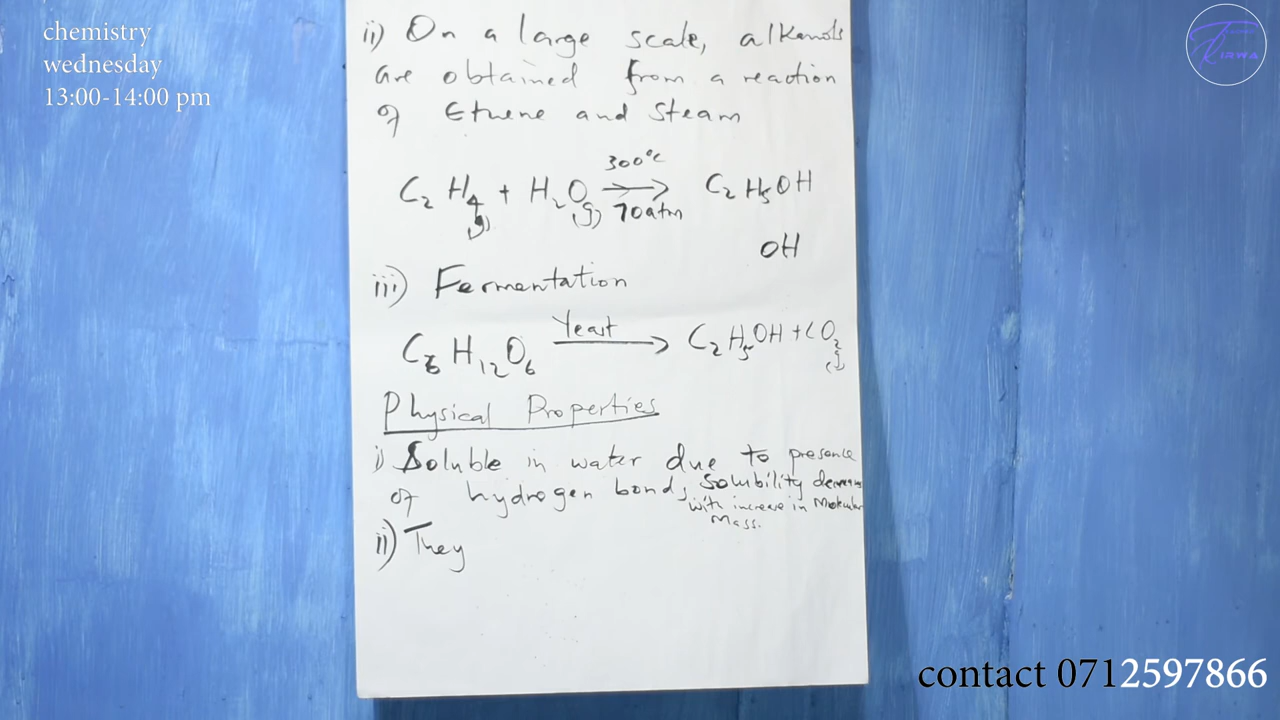 chemistry
wednesday
13:00-14:00 pm
KIRWA
ii) On a large scale, alkanols
are obtained from a reaction
of Ethene and Steam
C2 H4(g) + H2O(g) 300°C 70atm → C2 H5OH
OH
iii) Fermentation
C6 H12O6 Yeast → C2 H5OH + CO2(g)
Physical Properties
i) Soluble in water due to presence
of hydrogen bond, Solubility decreases
with increase in Molecular
Mass.
ii) They
contact 0712597866